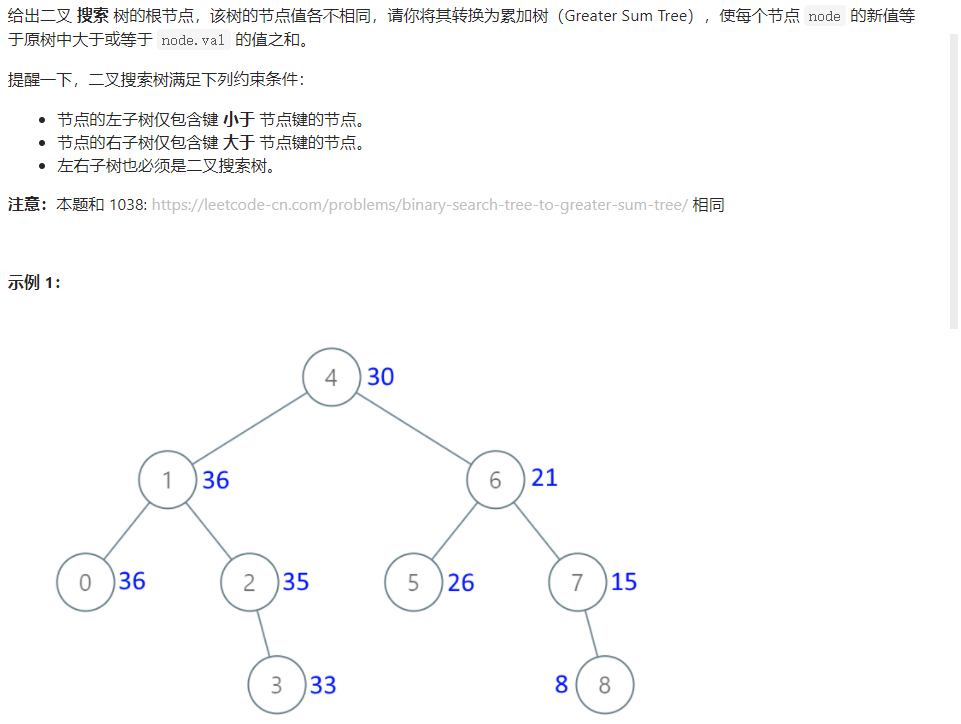 给出二叉 搜索 树的根节点，该树的节点值各不相同，请你将其转换为累加树（Greater Sum Tree），使每个节点 node 的新值等
于原树中大于或等于 node.val 的值之和。
提醒一下，二叉搜索树满足下列约束条件：
节点的左子树仅包含键 小于 节点键的节点。
节点的右子树仅包含键 大于 节点键的节点。
左右子树也必须是二叉搜索树。
注意：本题和 1038: https://leetcode-cn.com/problems/binary-search-tree-to-greater-sum-tree/ 相同
示例 1：
4 30
1 36 6 21
0 36 2 35 5 26 7 15
3 33 8 8